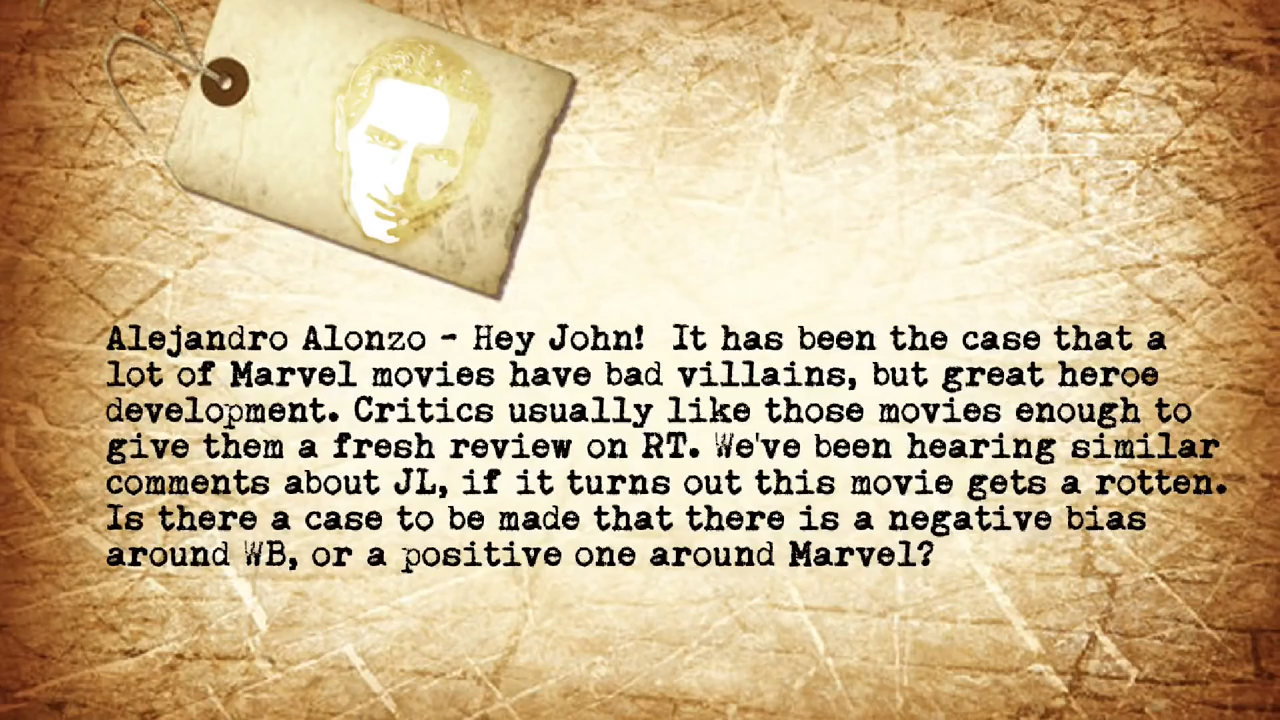 Alejandro Alonzo - Hey John!  It has been the case that a
lot of Marvel movies have bad villains, but great heroe
development. Critics usually like those movies enough to
give them a fresh review on RT. We've been hearing similar
comments about JL, if it turns out this movie gets a rotten.
Is there a case to be made that there is a negative bias
around WB, or a positive one around Marvel?